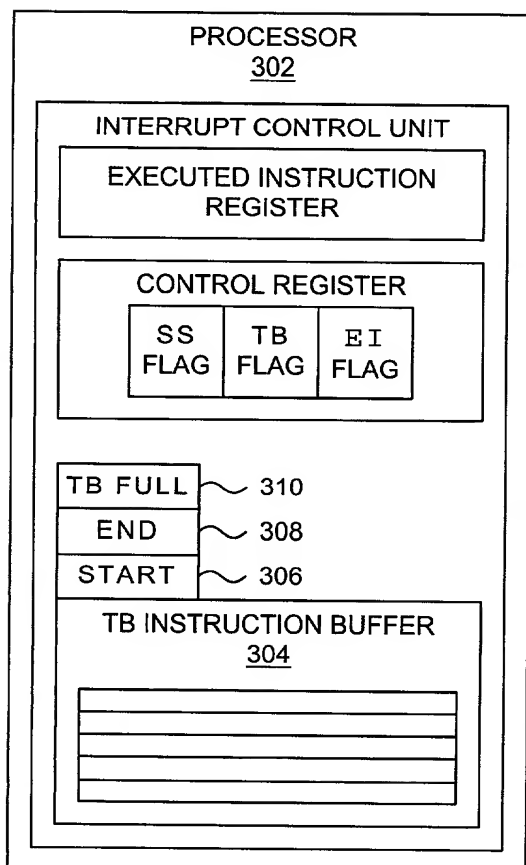 PROCESSOR
302
INTERRUPT CONTROL UNIT
EXECUTED INSTRUCTION
REGISTER
CONTROL REGISTER
SS TB EI
FLAG FLAG FLAG
TB FULL 310
END 308
START 306
TB INSTRUCTION BUFFER
304